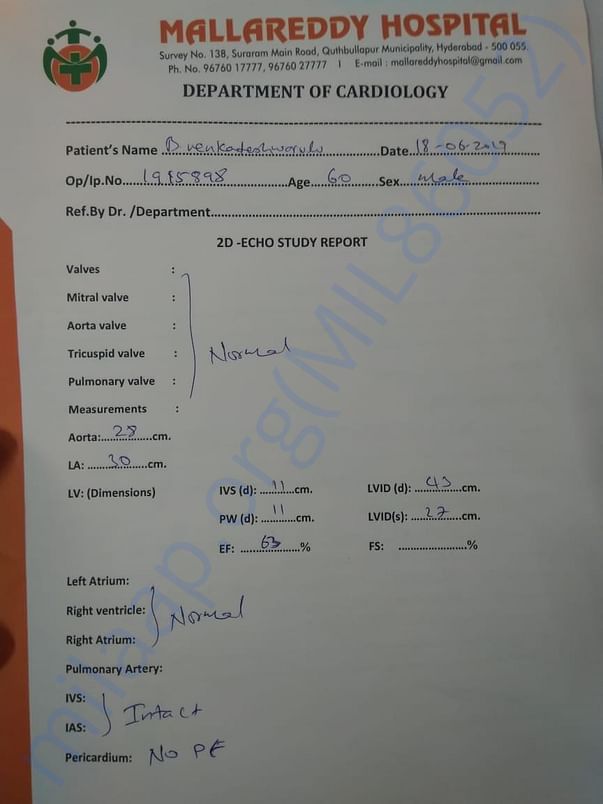 MALLAREDDY HOSPITAL
Survey No. 138, Suraram Main Road, Quthbullapur Municipality, Hyderabad - 500 055.
Ph. No. 96760 17777, 96760 27777 I E-mail : mallareddyhospital@gmail.com
DEPARTMENT OF CARDIOLOGY
Patient's Name B venkateshwarulu Date 18-06-2019
Op/Ip.No. Age 60 Sex male
Ref.By Dr. /Department
2D -ECHO STUDY REPORT
Valves :
Mitral valve :
Aorta valve :
Tricuspid valve : Normal
Pulmonary valve :
Measurements :
Aorta: 28 cm.
LA: 30 cm.
LV: (Dimensions) IVS (d): 11 cm. LVID (d): 43 cm.
PW (d): 11 cm. LVID(s): 27 cm.
EF: 63 % FS: %
Left Atrium:
Right ventricle: Normal
Right Atrium:
Pulmonary Artery:
IVS: Intact
IAS:
Pericardium: NO PE
milaap.org(MIL86052)